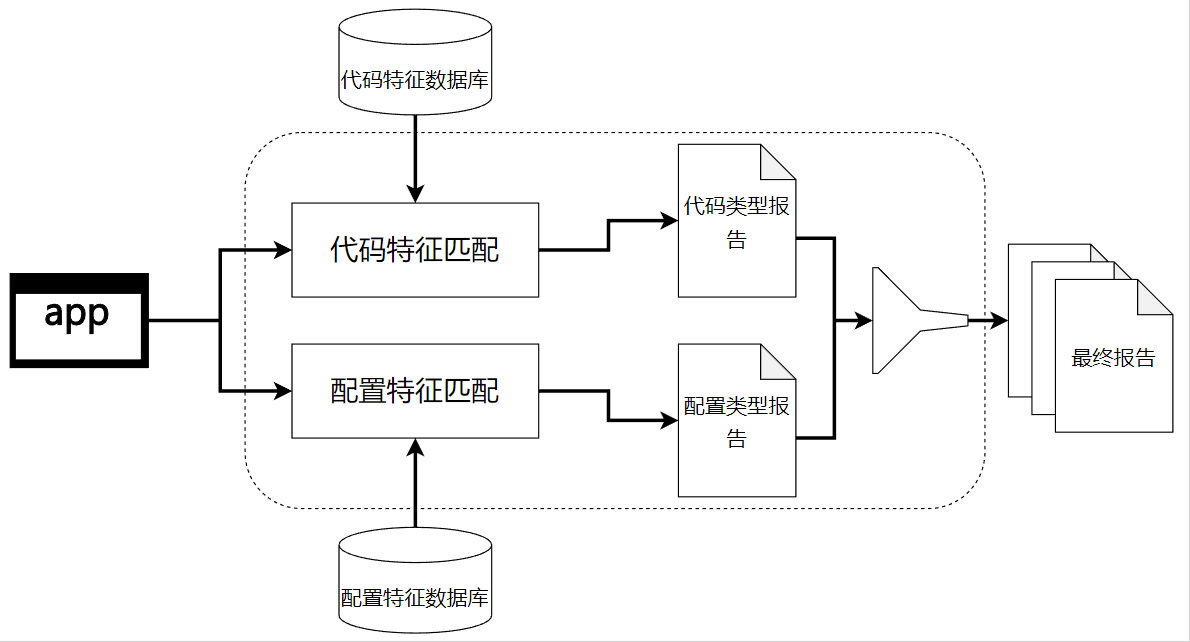 代码特征数据库
代码特征匹配
代码类型报
告
app
配置特征匹配
配置类型报
告
最终报告
配置特征数据库